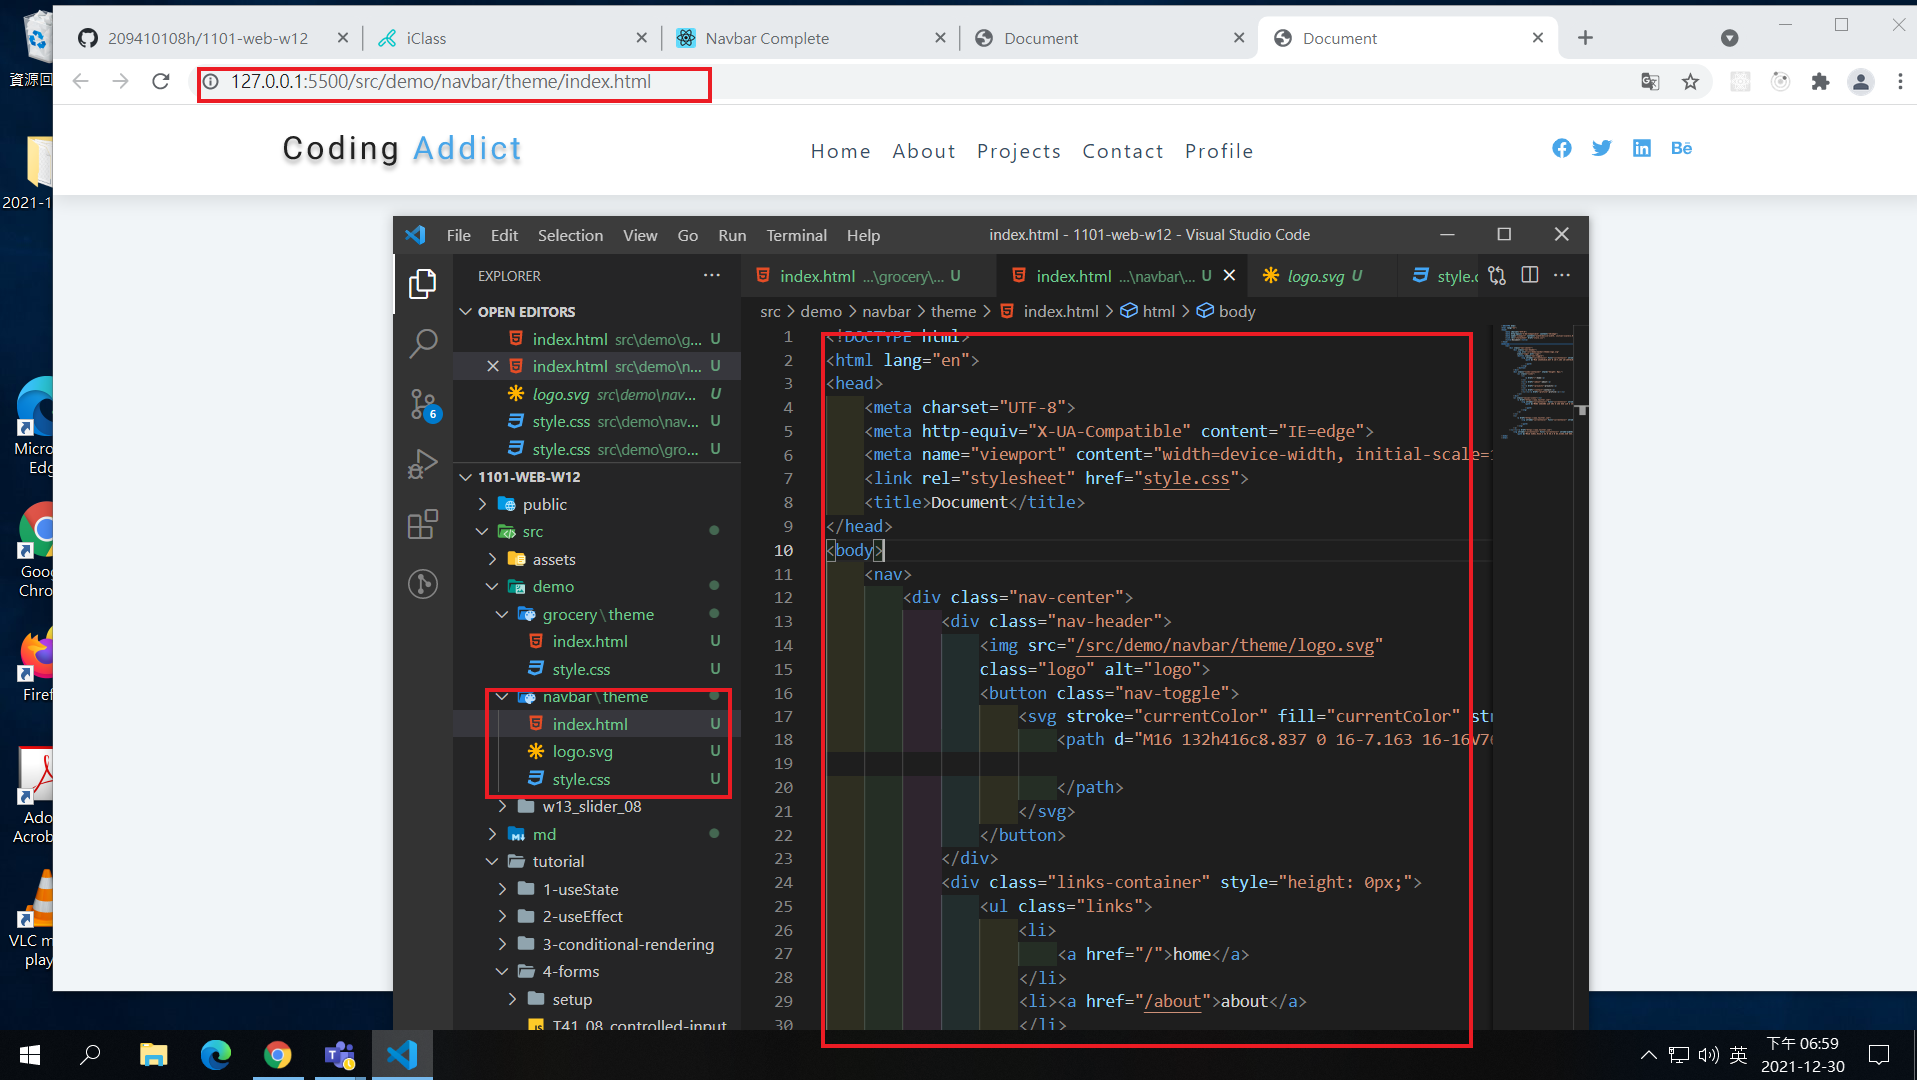 209410108h/1101-web-w12
iClass
Navbar Complete
Document
Document
127.0.0.1:5500/src/demo/navbar/theme/index.html
Coding Addict
Home About Projects Contact Profile
Bē
資源回
2021-1
Micro
Edg
Goo
Chro
Firef
Ado
Acrob
VLC m
play
File Edit Selection View Go Run Terminal Help
index.html - 1101-web-w12 - Visual Studio Code
EXPLORER
index.html ...\grocery\... U
index.html ...\navbar\... U
logo.svg U
style.c
OPEN EDITORS
index.html src\demo\g... U
index.html src\demo\n... U
logo.svg src\demo\nav... U
style.css src\demo\nav... U
style.css src\demo\gro... U
6
1101-WEB-W12
public
src
assets
demo
grocery\theme
index.html U
style.css U
navbar\theme
index.html U
logo.svg U
style.css U
w13_slider_08
md
tutorial
1-useState
2-useEffect
3-conditional-rendering
4-forms
setup
T41_08_controlled-input
src > demo > navbar > theme > index.html > html > body
1 <!DOCTYPE html>
2 <html lang="en">
3 <head>
4 <meta charset="UTF-8">
5 <meta http-equiv="X-UA-Compatible" content="IE=edge">
6 <meta name="viewport" content="width=device-width, initial-scale=1
7 <link rel="stylesheet" href="style.css">
8 <title>Document</title>
9 </head>
10 <body>
11 <nav>
12 <div class="nav-center">
13 <div class="nav-header">
14 <img src="/src/demo/navbar/theme/logo.svg"
15 class="logo" alt="logo">
16 <button class="nav-toggle">
17 <svg stroke="currentColor" fill="currentColor" str
18 <path d="M16 132h416c8.837 0 16-7.163 16-16V76
19
20 </path>
21 </svg>
22 </button>
23 </div>
24 <div class="links-container" style="height: 0px;">
25 <ul class="links">
26 <li>
27 <a href="/">home</a>
28 </li>
29 <li><a href="/about">about</a>
30 </li>
英
下午 06:59
2021-12-30